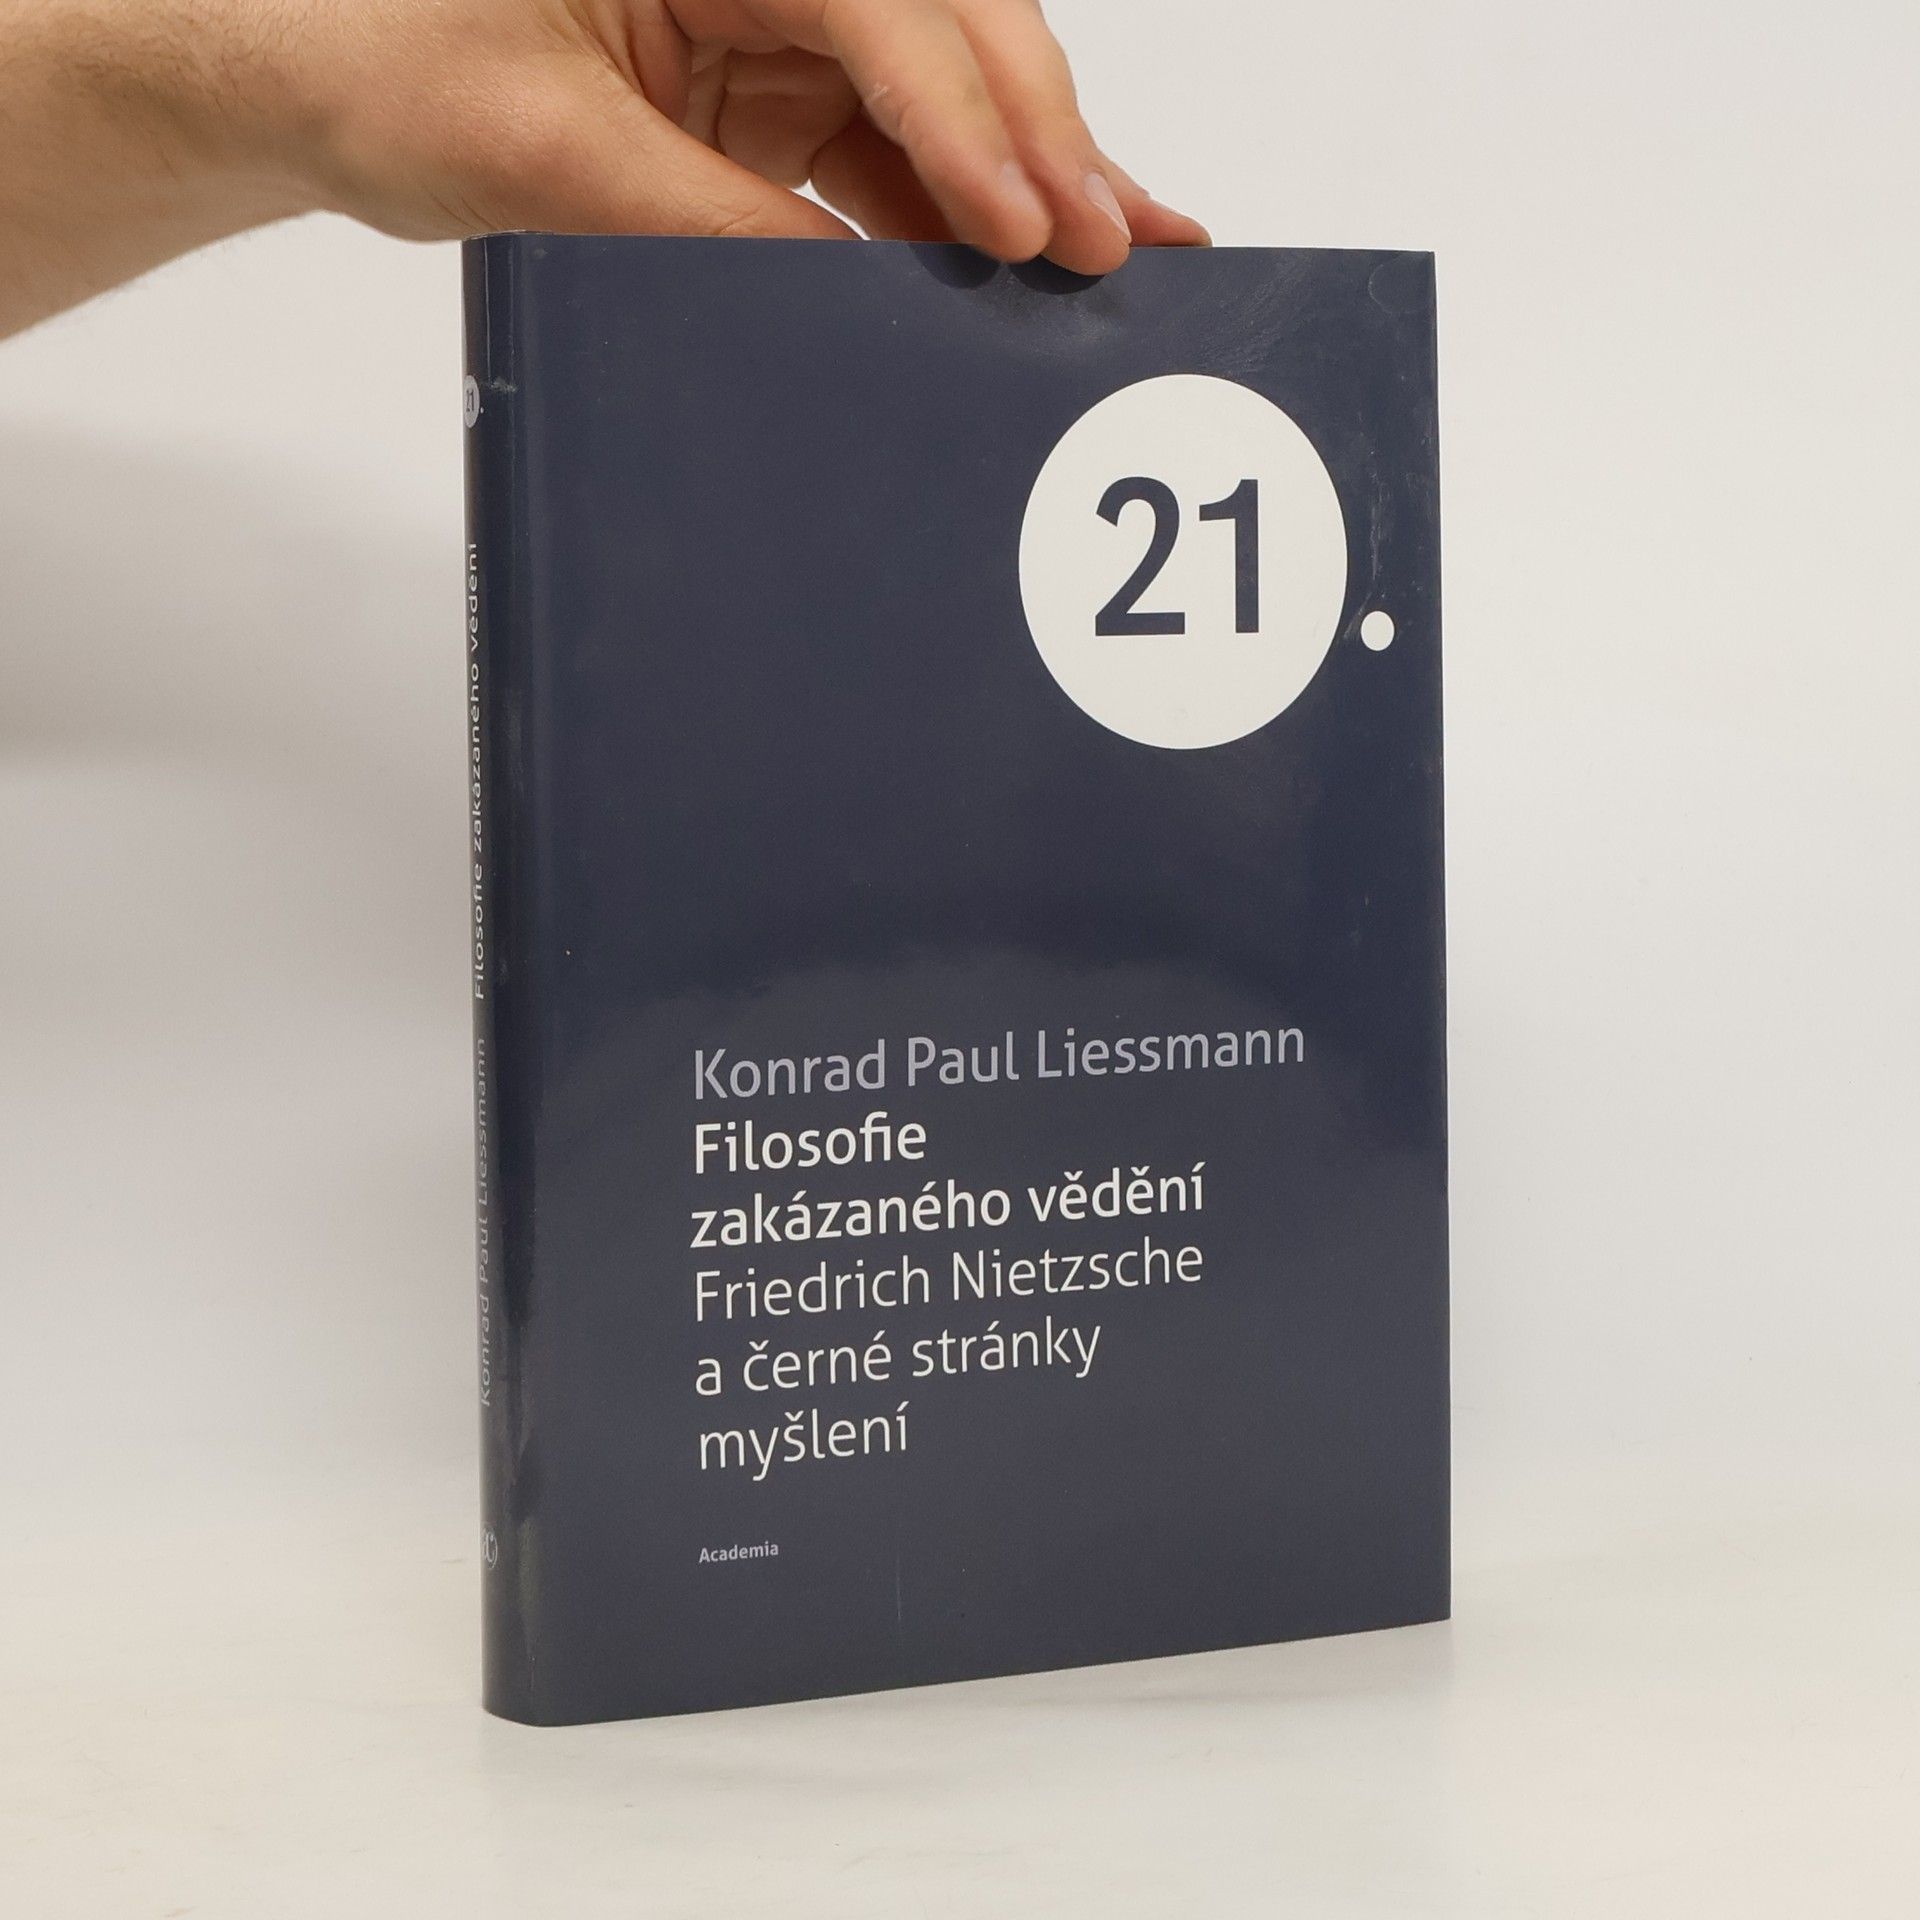 21.
Konrad Paul Liessmann
Filosofie
zakázaného vědění
Friedrich Nietzsche
a černé stránky
myšlení
Academia
21.
Konrad Paul Liessmann Filosofie zakázaného vědění